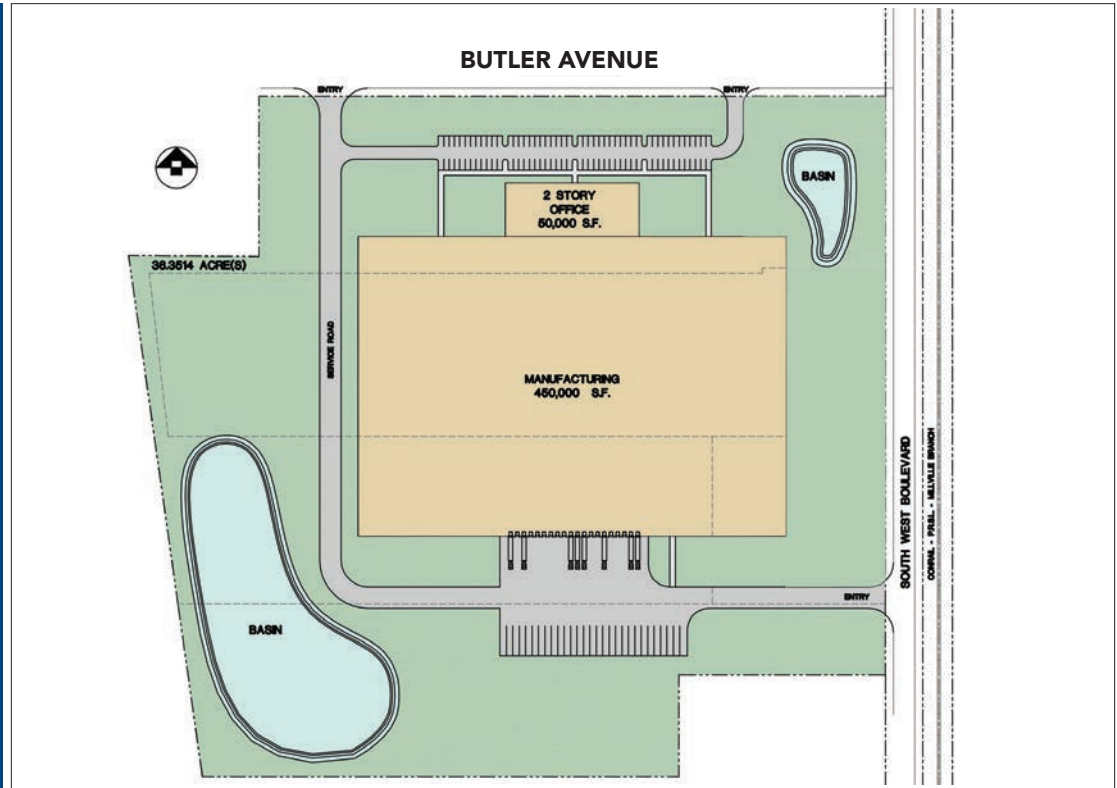 BUTLER AVENUE
ENTRY
ENTRY
BASIN
2 STORY
OFFICE
50,000 S.F.
36.3514 ACRE(S)
SERVICE ROAD
MANUFACTURING
450,000 S.F.
SOUTH WEST BOULEVARD
CONRAIL - P.R.S.L. - MILLVILLE BRANCH
ENTRY
BASIN